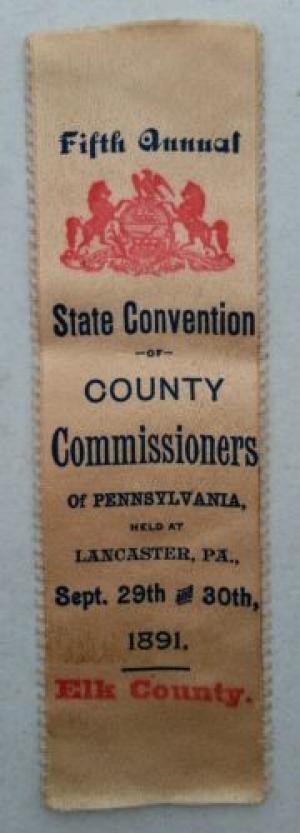 Fifth Annual
State Convention
—OF—
COUNTY
Commissioners
Of PENNSYLVANIA,
HELD AT
LANCASTER, PA.,
Sept. 29th and 30th,
1891.
Elk County.